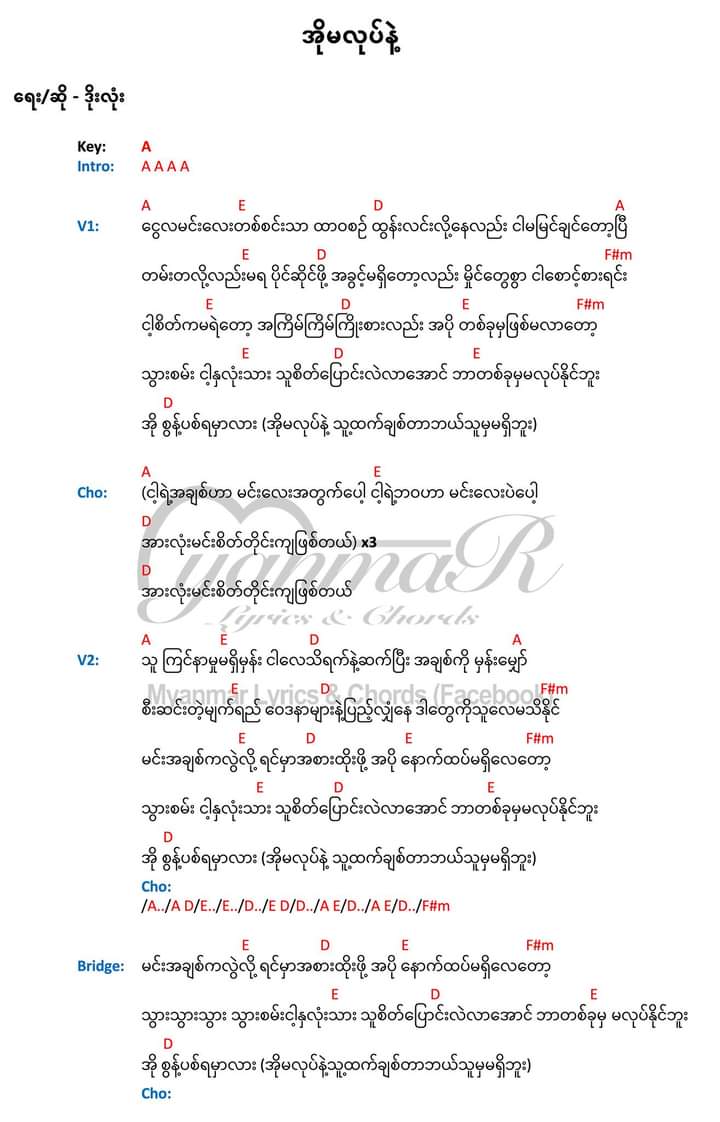 အိုမလုပ်နဲ့
ရေး/ဆို - ဒိုးလုံး
Key: A
Intro: A A A A
A E D A
V1: ငွေလမင်းလေးတစ်စင်းသာ ထာဝစဉ် ထွန်းလင်းလို့နေလည်း ငါမမြင်ချင်တော့ပြီ
E D F#m
တမ်းတလို့လည်းမရ ပိုင်ဆိုင်ဖို့ အခွင့်မရှိတော့လည်း မှိုင်တွေစွာ ငါစောင့်စားရင်း
E D E F#m
ငါ့စိတ်ကမရဲတော့ အကြိမ်ကြိမ်ကြိုးစားလည်း အပို တစ်ခုမှဖြစ်မလာတော့
E D E
သွားစမ်း ငါ့နှလုံးသား သူစိတ်ပြောင်းလဲလာအောင် ဘာတစ်ခုမှမလုပ်နိုင်ဘူး
D
အို စွန့်ပစ်ရမှာလား (အိုမလုပ်နဲ့ သူ့ထက်ချစ်တာဘယ်သူမှမရှိဘူး)
A E
Cho: (ငါ့ရဲ့အချစ်ဟာ မင်းလေးအတွက်ပေါ့ ငါ့ရဲ့ဘဝဟာ မင်းလေးပဲပေါ့
D
အားလုံးမင်းစိတ်တိုင်းကျဖြစ်တယ်) x3
D
အားလုံးမင်းစိတ်တိုင်းကျဖြစ်တယ်
MyanmaR
Lyrics & Chords
A E D A
V2: သူ ကြင်နာမှုမရှိမှန်း ငါလေသိရက်နဲ့ဆက်ပြီး အချစ်ကို မှန်းမျှော်
Myanmar Lyrics & Chords (Facebook)
E D F#m
စီးဆင်းတဲ့မျက်ရည် ဝေဒနာများနဲ့ပြည့်လျှံနေ ဒါတွေကိုသူလေမသိနိုင်
E D E F#m
မင်းအချစ်ကလွဲလို့ ရင်မှာအစားထိုးဖို့ အပို နောက်ထပ်မရှိလေတော့
E D E
သွားစမ်း ငါ့နှလုံးသား သူစိတ်ပြောင်းလဲလာအောင် ဘာတစ်ခုမှမလုပ်နိုင်ဘူး
D
အို စွန့်ပစ်ရမှာလား (အိုမလုပ်နဲ့ သူ့ထက်ချစ်တာဘယ်သူမှမရှိဘူး)
Cho:
/A../A D/E../E../D../E D/D../A E/D../A E/D../F#m
E D E F#m
Bridge: မင်းအချစ်ကလွဲလို့ ရင်မှာအစားထိုးဖို့ အပို နောက်ထပ်မရှိလေတော့
E D E
သွားသွားသွား သွားစမ်းငါ့နှလုံးသား သူစိတ်ပြောင်းလဲလာအောင် ဘာတစ်ခုမှ မလုပ်နိုင်ဘူး
D
အို စွန့်ပစ်ရမှာလား (အိုမလုပ်နဲ့သူ့ထက်ချစ်တာဘယ်သူမှမရှိဘူး)
Cho: